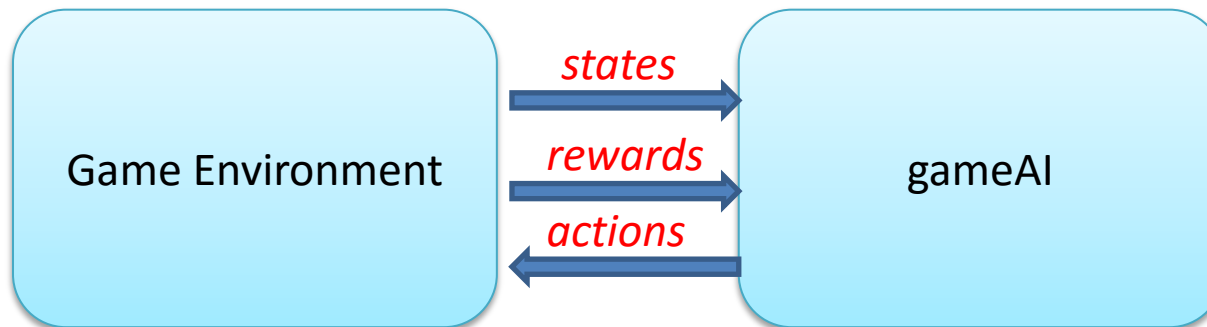 states
Game Environment
rewards
gameAI
actions